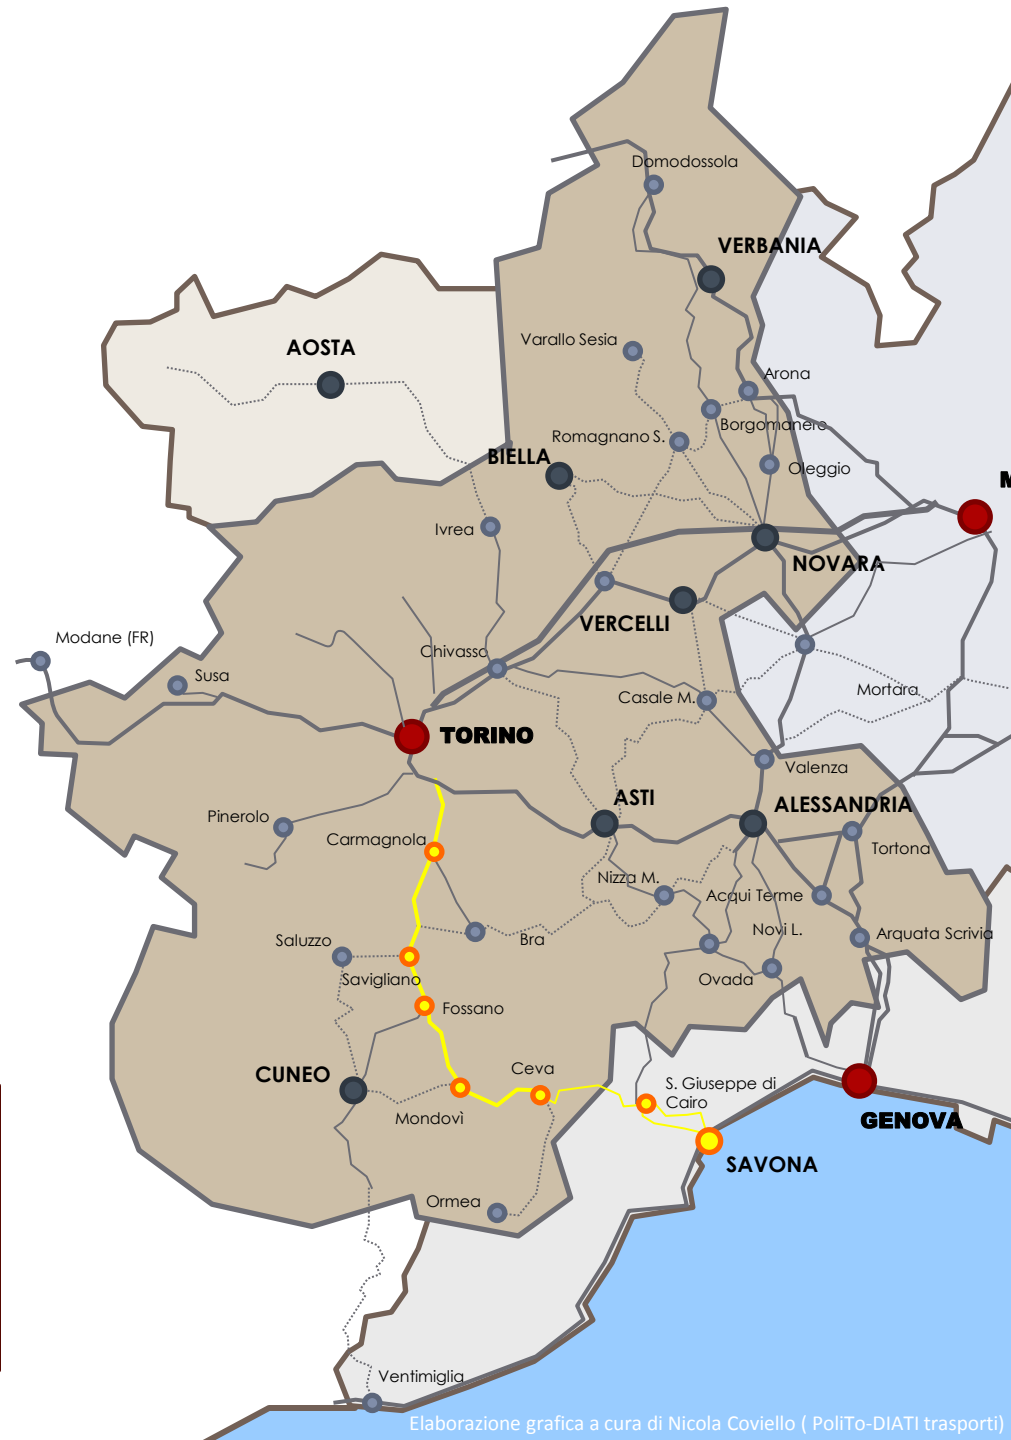 Domodossola
VERBANIA
AOSTA
Varallo Sesia
Arona
Borgomanero
Romagnano S.
BIELLA
Oleggio
M
Ivrea
NOVARA
VERCELLI
Modane (FR)
Chivasso
Susa
Casale M.
Mortara
TORINO
Valenza
ASTI
ALESSANDRIA
Pinerolo
Carmagnola
Tortona
Nizza M.
Acqui Terme
Novi L.
Arquata Scrivia
Saluzzo
Bra
Savigliano
Ovada
Fossano
CUNEO
Ceva
S. Giuseppe di
Cairo
Mondovì
GENOVA
SAVONA
Ormea
Ventimiglia
Elaborazione grafica a cura di Nicola Coviello ( PoliTo-DIATI trasporti)